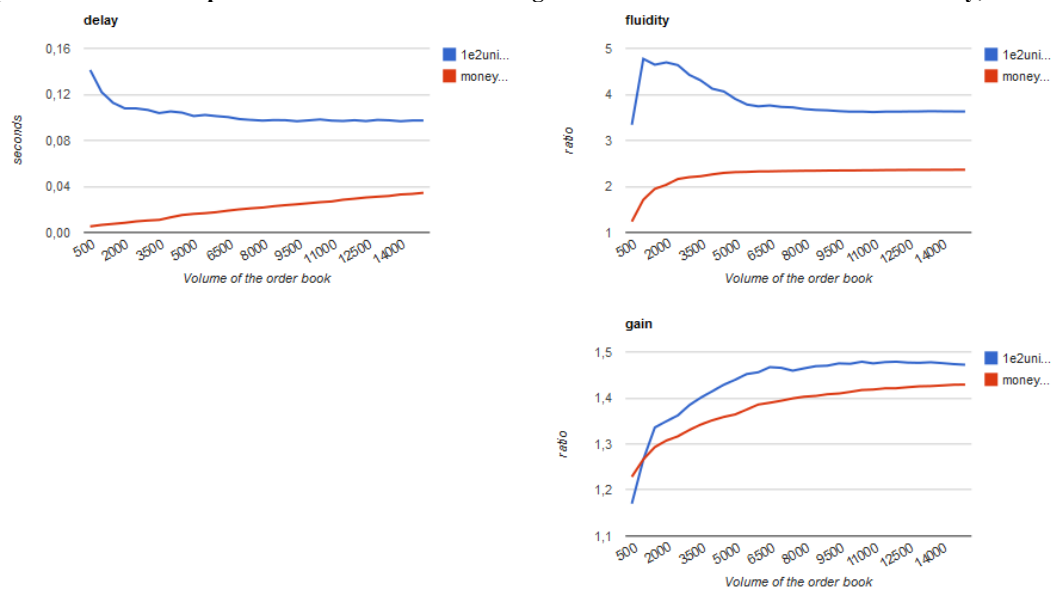 delay
0,16
0,12
0,08
0,04
0,00
seconds
500 2000 3500 5000 6500 8000 9500 11000 12500 14000
Volume of the order book
1e2uni...
money...
fluidity
5
4
3
2
1
ratio
500 2000 3500 5000 6500 8000 9500 11000 12500 14000
Volume of the order book
1e2uni...
money...
gain
1,5
1,4
1,3
1,2
1,1
ratio
500 2000 3500 5000 6500 8000 9500 11000 12500 14000
Volume of the order book
1e2uni...
money...